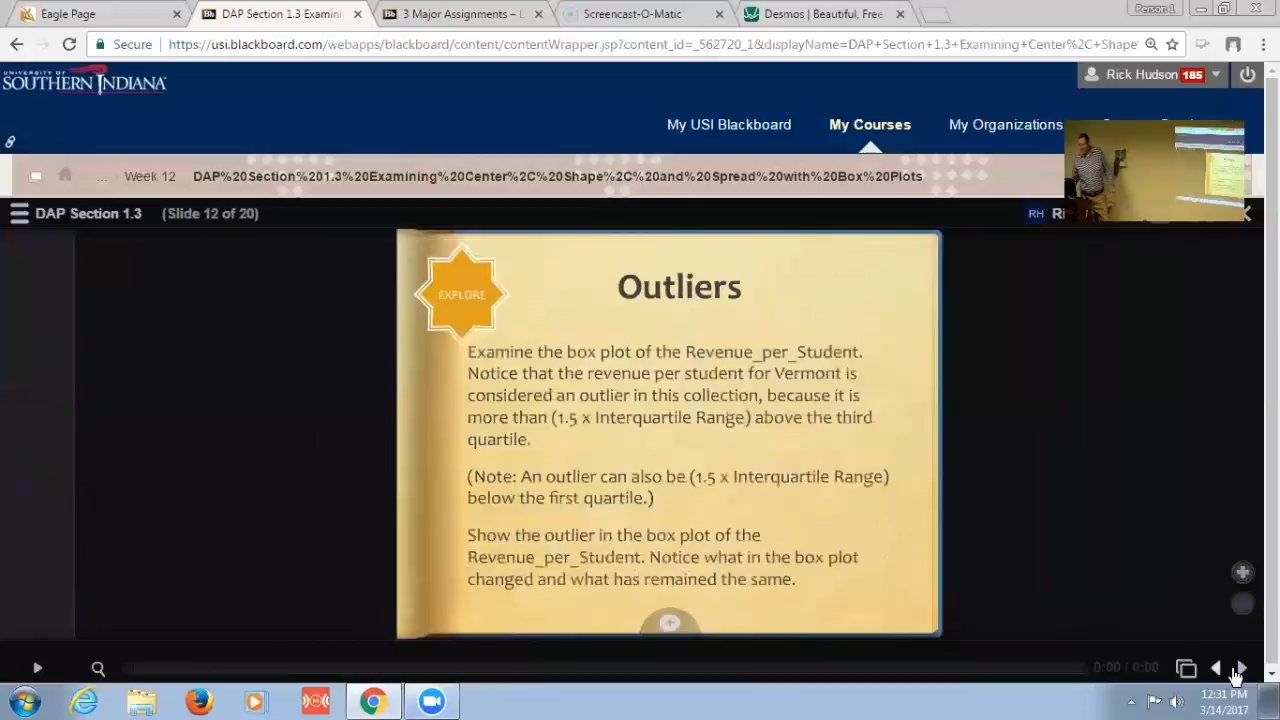 Eagle Page
DAP Section 1.3 Examini
3 Major Assignments – L
Screencast-O-Matic
Desmos | Beautiful, Free
Person 1
Secure https://usi.blackboard.com/webapps/blackboard/content/contentWrapper.jsp?content_id=_562720_1&displayName=DAP+Section+1.3+Examining+Center%2C+Shape
UNIVERSITY OF
SOUTHERN INDIANA
Rick Hudson 185
My USI Blackboard My Courses My Organizations
... Week 12 DAP%20Section%201.3%20Examining%20Center%2C%20Shape%2C%20and%20Spread%20with%20Box%20Plots
DAP Section 1.3 (Slide 12 of 20)
RH
EXPLORE
Outliers
Examine the box plot of the Revenue_per_Student.
Notice that the revenue per student for Vermont is
considered an outlier in this collection, because it is
more than (1.5 x Interquartile Range) above the third
quartile.
(Note: An outlier can also be (1.5 x Interquartile Range)
below the first quartile.)
Show the outlier in the box plot of the
Revenue_per_Student. Notice what in the box plot
changed and what has remained the same.
0:00 / 0:00
12:31 PM
3/14/2017